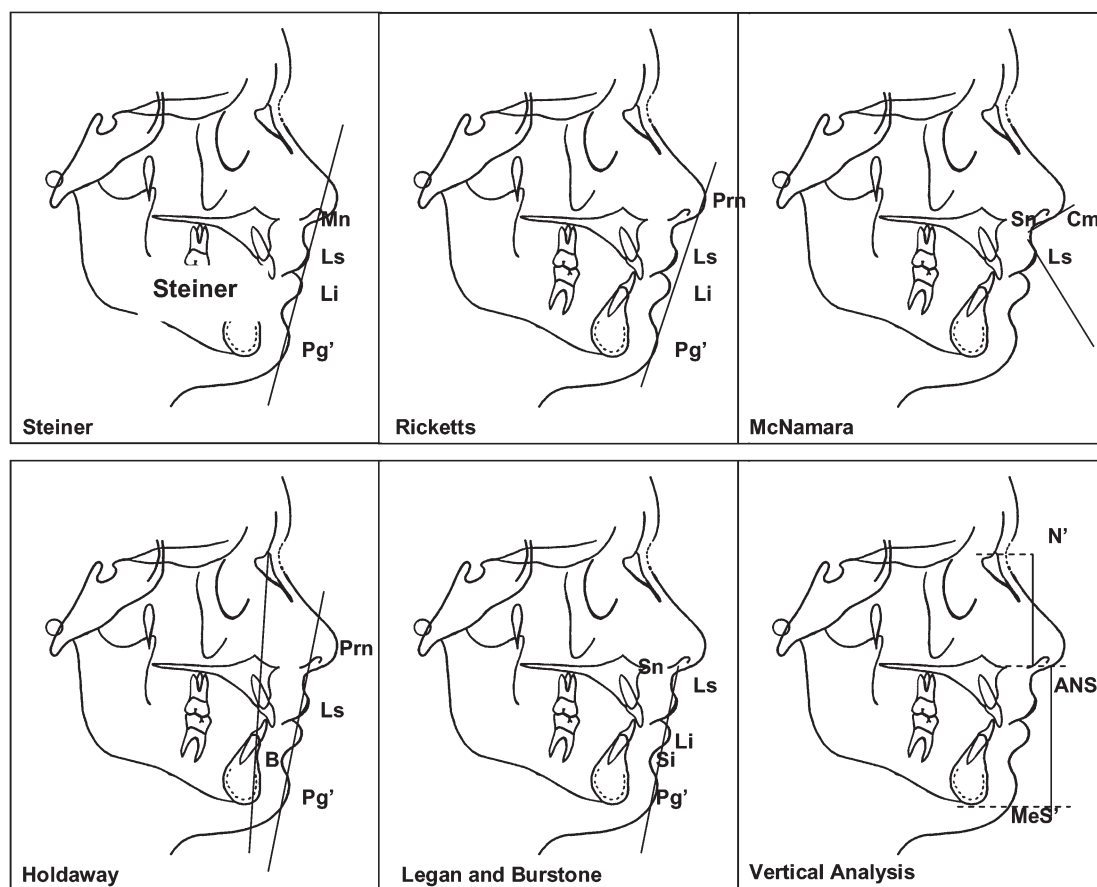 Mn
Ls
Steiner
Li
Pg’
Steiner
Prn
Ls
Li
Pg’
Ricketts
Sn
Cm
Ls
McNamara
Prn
Ls
B
Pg’
Holdaway
Sn
Ls
Li
Si
Pg’
Legan and Burstone
N’
ANS
MeS’
Vertical Analysis